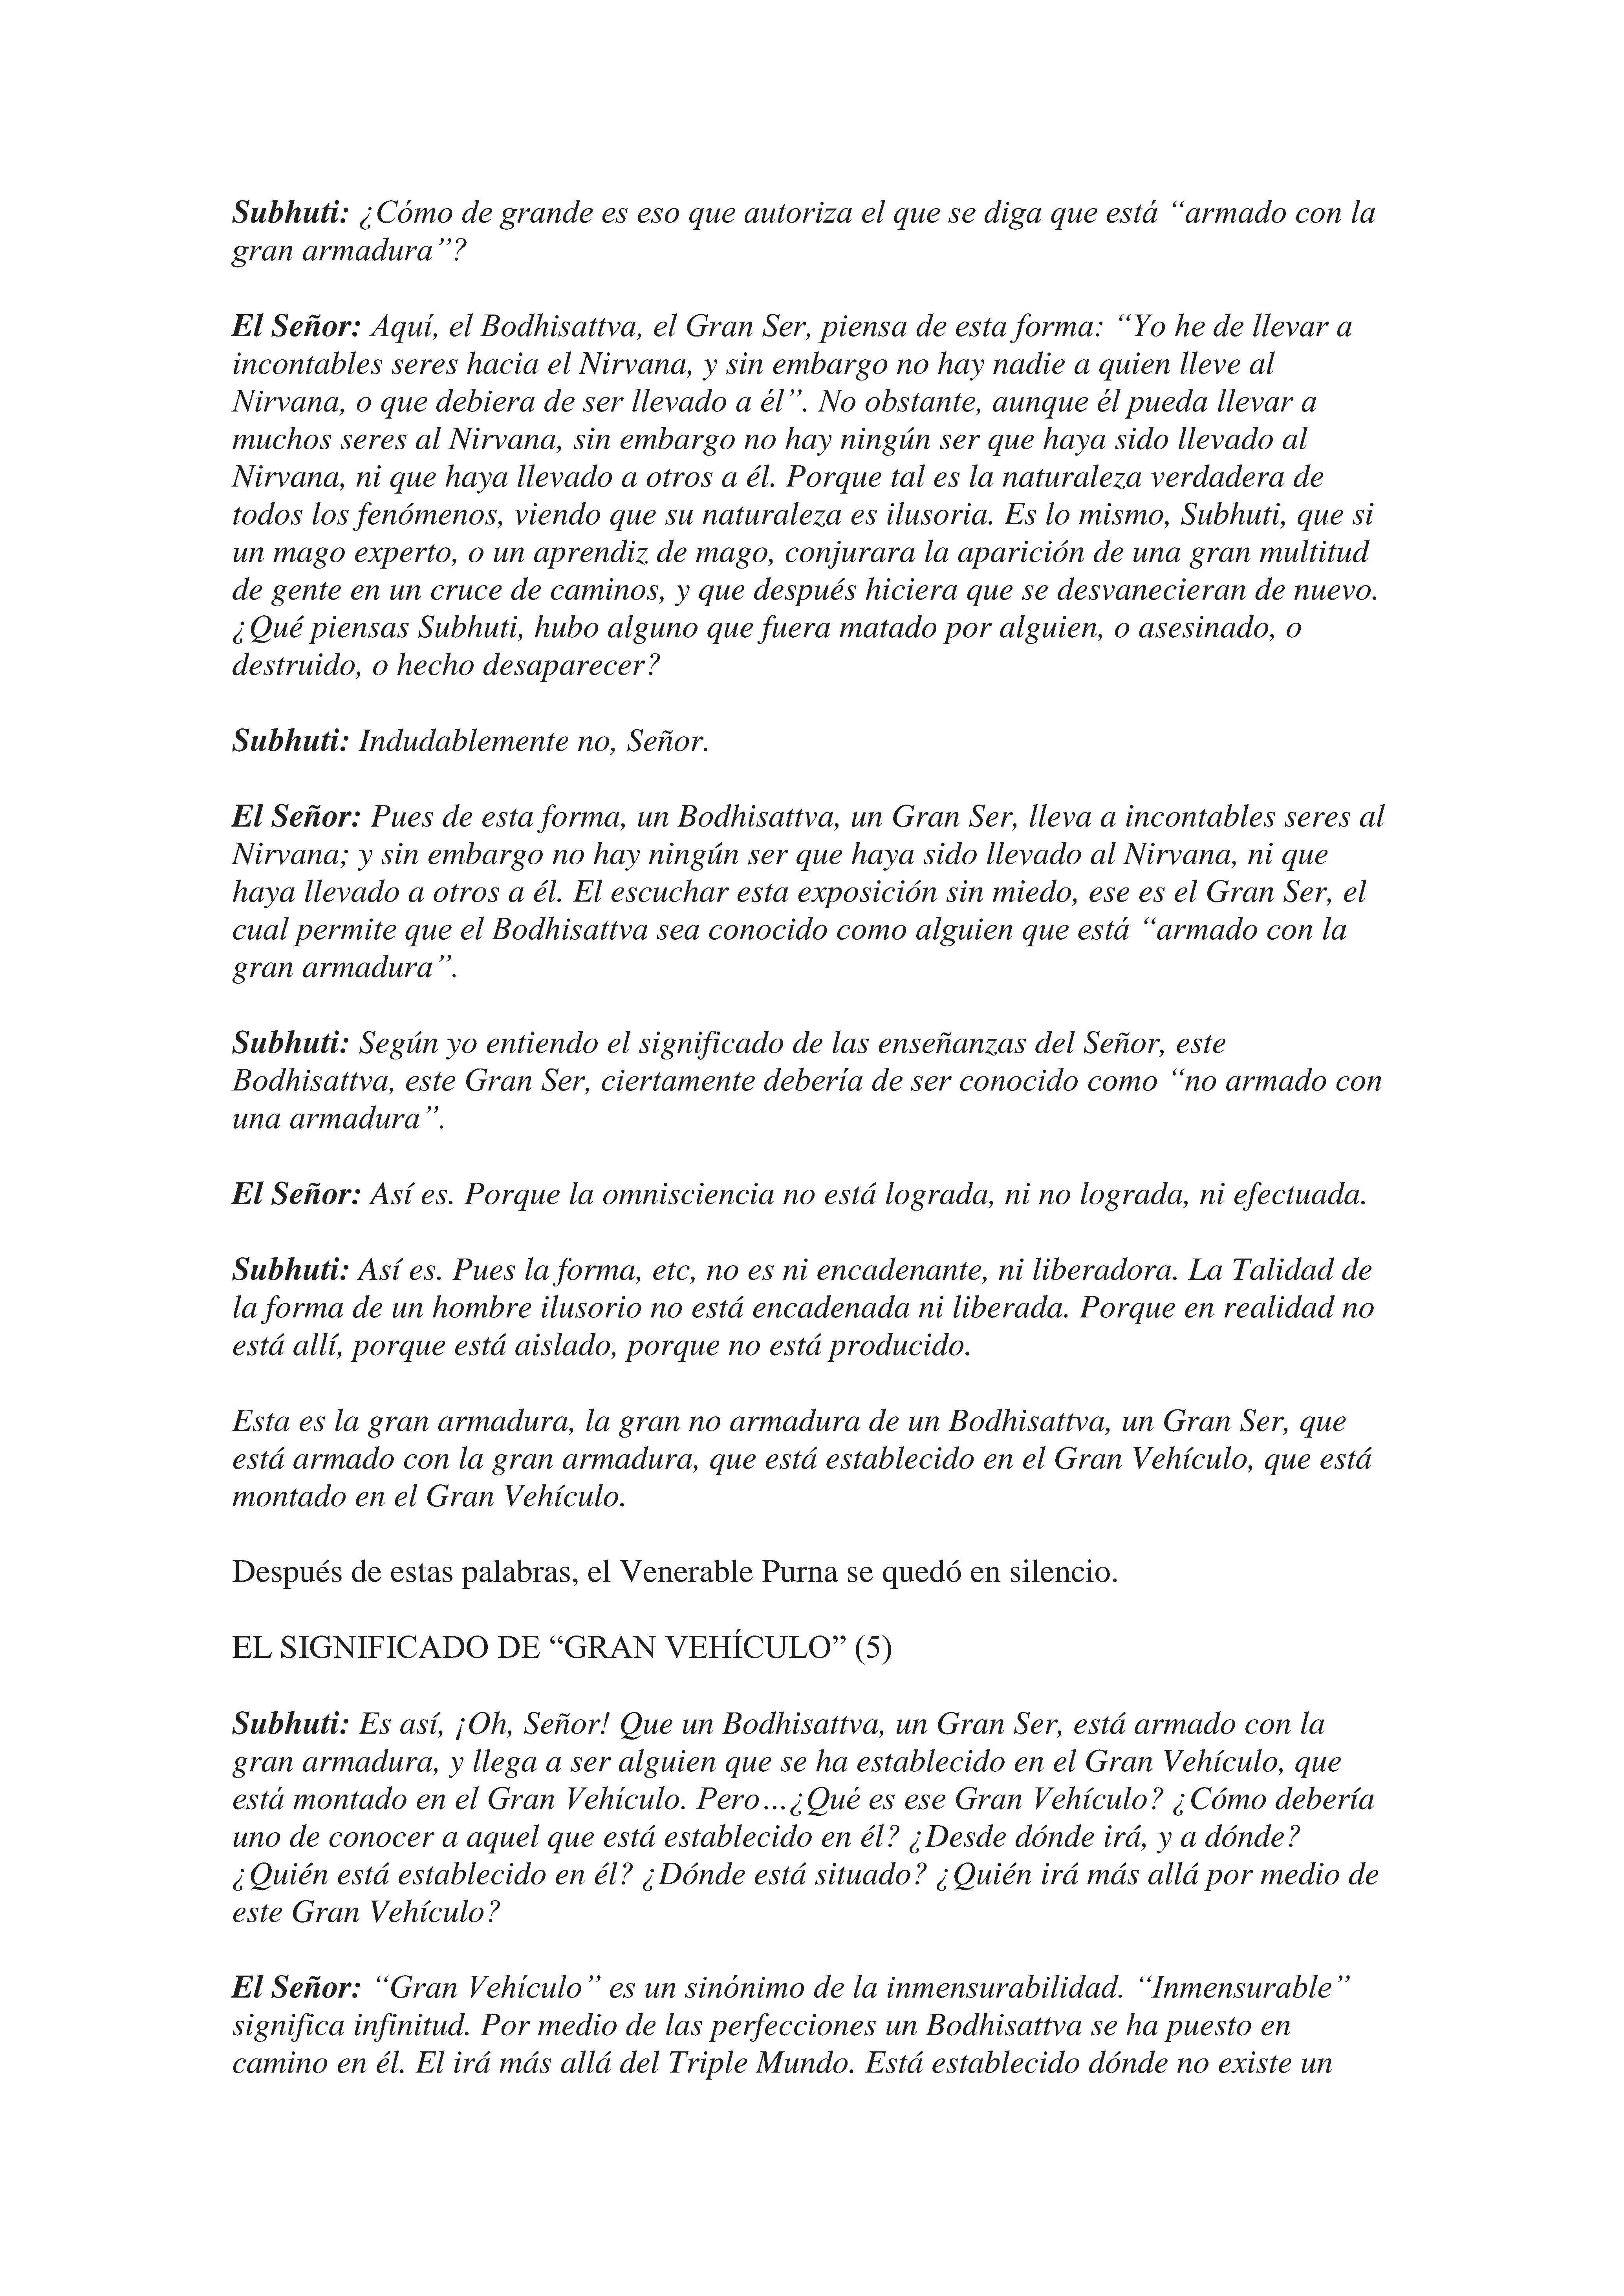 Subhuti: ¿Cómo de grande es eso que autoriza el que se diga que está “armado con la
gran armadura”?
El Señor: Aquí, el Bodhisattva, el Gran Ser, piensa de esta forma: “Yo he de llevar a
incontables seres hacia el Nirvana, y sin embargo no hay nadie a quien lleve al
Nirvana, o que debiera de ser llevado a él”. No obstante, aunque él pueda llevar a
muchos seres al Nirvana, sin embargo no hay ningún ser que haya sido llevado al
Nirvana, ni que haya llevado a otros a él. Porque tal es la naturaleza verdadera de
todos los fenómenos, viendo que su naturaleza es ilusoria. Es lo mismo, Subhuti, que si
un mago experto, o un aprendiz de mago, conjurara la aparición de una gran multitud
de gente en un cruce de caminos, y que después hiciera que se desvanecieran de nuevo.
¿Qué piensas Subhuti, hubo alguno que fuera matado por alguien, o asesinado, o
destruido, o hecho desaparecer?
Subhuti: Indudablemente no, Señor.
El Señor: Pues de esta forma, un Bodhisattva, un Gran Ser, lleva a incontables seres al
Nirvana; y sin embargo no hay ningún ser que haya sido llevado al Nirvana, ni que
haya llevado a otros a él. El escuchar esta exposición sin miedo, ese es el Gran Ser, el
cual permite que el Bodhisattva sea conocido como alguien que está “armado con la
gran armadura”.
Subhuti: Según yo entiendo el significado de las enseñanzas del Señor, este
Bodhisattva, este Gran Ser, ciertamente debería de ser conocido como “no armado con
una armadura”.
El Señor: Así es. Porque la omnisciencia no está lograda, ni no lograda, ni efectuada.
Subhuti: Así es. Pues la forma, etc, no es ni encadenante, ni liberadora. La Talidad de
la forma de un hombre ilusorio no está encadenada ni liberada. Porque en realidad no
está allí, porque está aislado, porque no está producido.
Esta es la gran armadura, la gran no armadura de un Bodhisattva, un Gran Ser, que
está armado con la gran armadura, que está establecido en el Gran Vehículo, que está
montado en el Gran Vehículo.
Después de estas palabras, el Venerable Purna se quedó en silencio.
EL SIGNIFICADO DE “GRAN VEHÍCULO” (5)
Subhuti: Es así, ¡Oh, Señor! Que un Bodhisattva, un Gran Ser, está armado con la
gran armadura, y llega a ser alguien que se ha establecido en el Gran Vehículo, que
está montado en el Gran Vehículo. Pero…¿Qué es ese Gran Vehículo? ¿Cómo debería
uno de conocer a aquel que está establecido en él? ¿Desde dónde irá, y a dónde?
¿Quién está establecido en él? ¿Dónde está situado? ¿Quién irá más allá por medio de
este Gran Vehículo?
El Señor: “Gran Vehículo” es un sinónimo de la inmensurabilidad. “Inmensurable”
significa infinitud. Por medio de las perfecciones un Bodhisattva se ha puesto en
camino en él. El irá más allá del Triple Mundo. Está establecido dónde no existe un